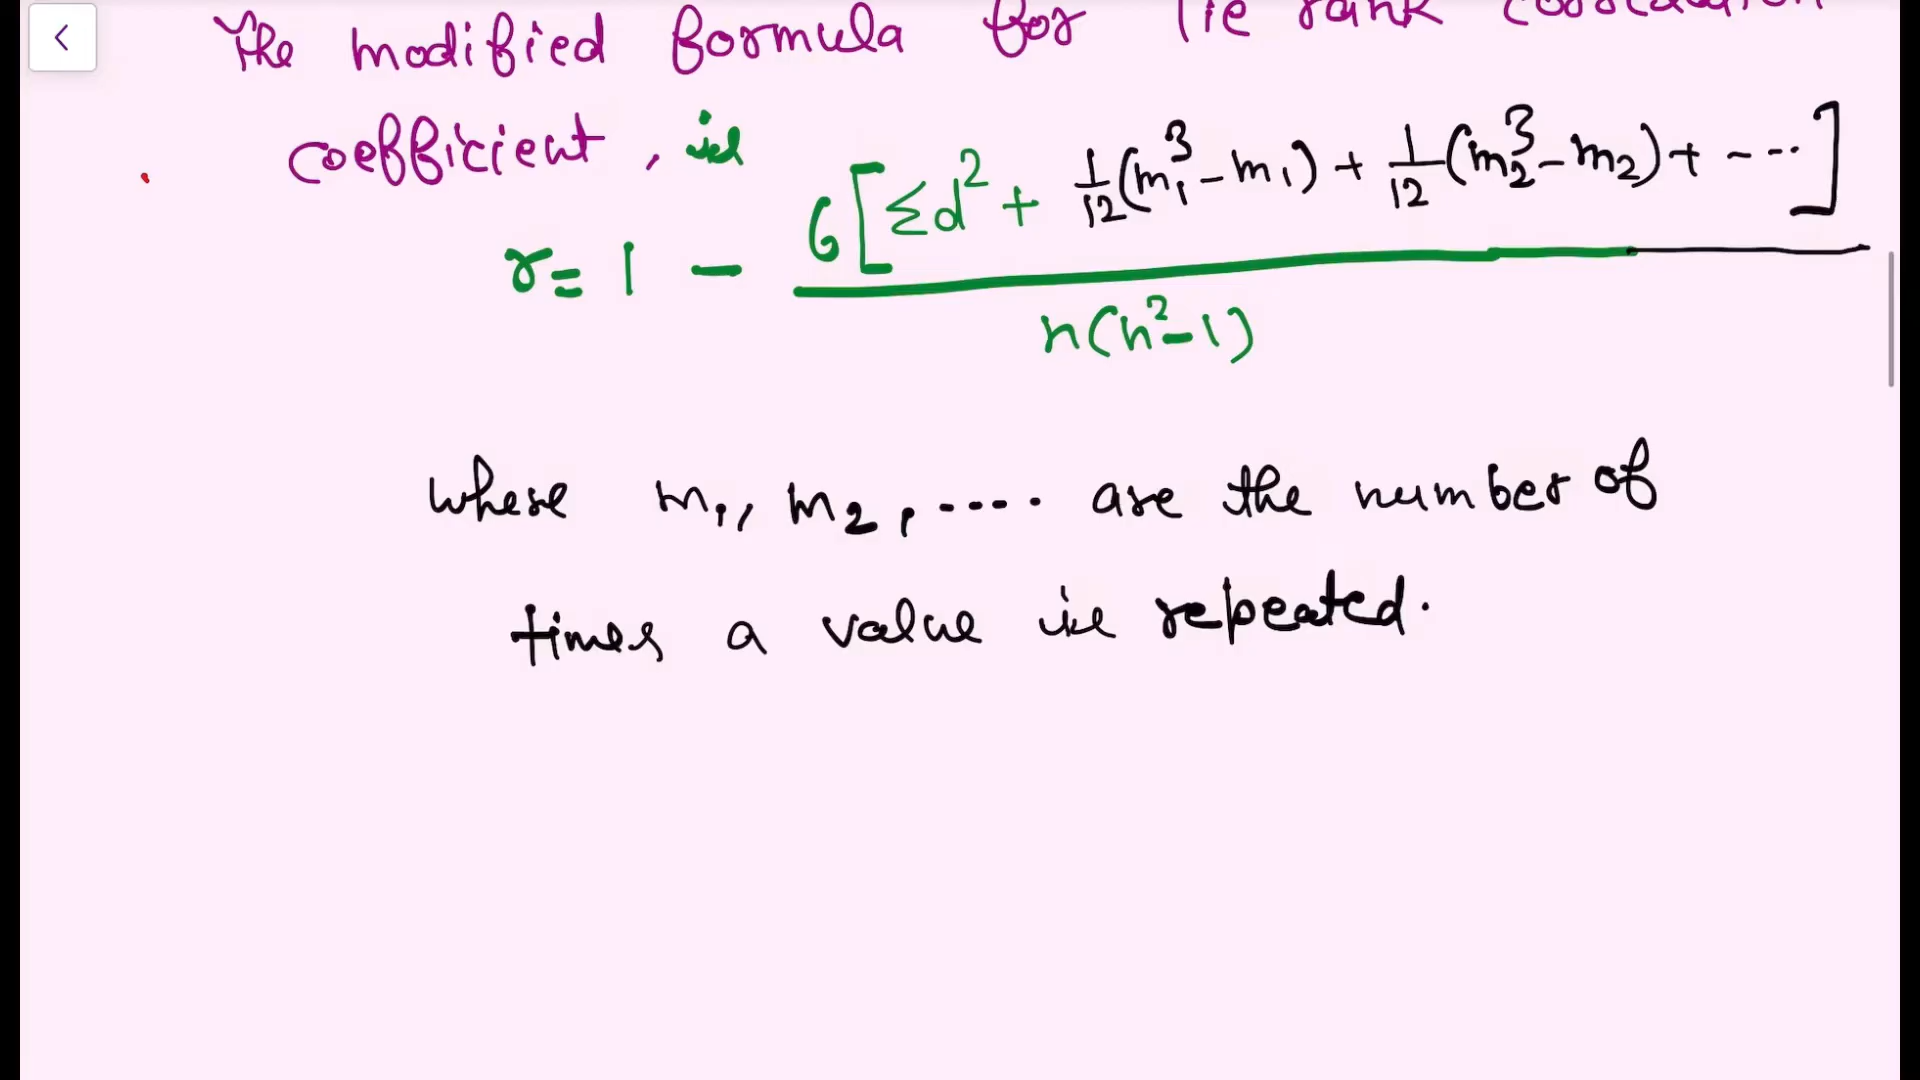 The modified formula for Tie rank correlation
coefficient, is
r = 1 - 6[Σd² + 1/12(m₁³ - m₁) + 1/12(m₂³ - m₂) + ----] / n(n²-1)
where m₁, m₂, ---- are the number of
times a value is repeated.